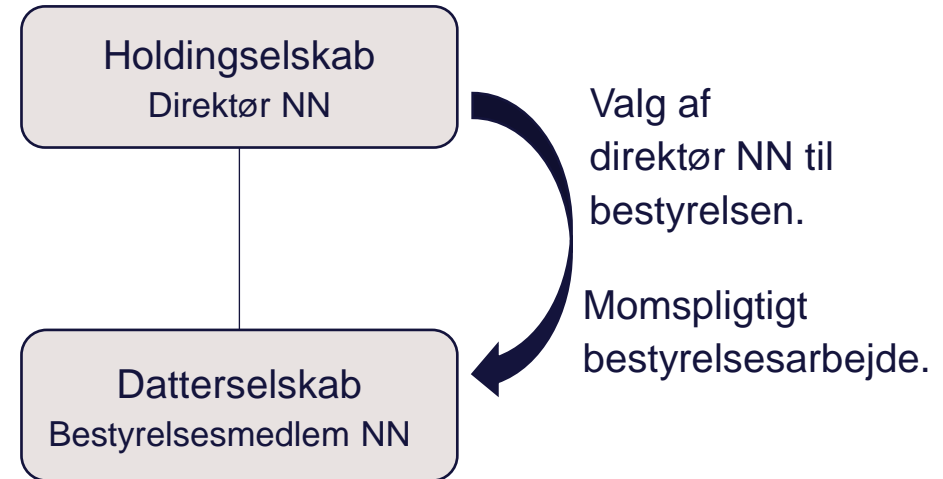 Holdingselskab
Direktør NN
Valg af
direktør NN til
bestyrelsen.
Momspligtigt
bestyrelsesarbejde.
Datterselskab
Bestyrelsesmedlem NN